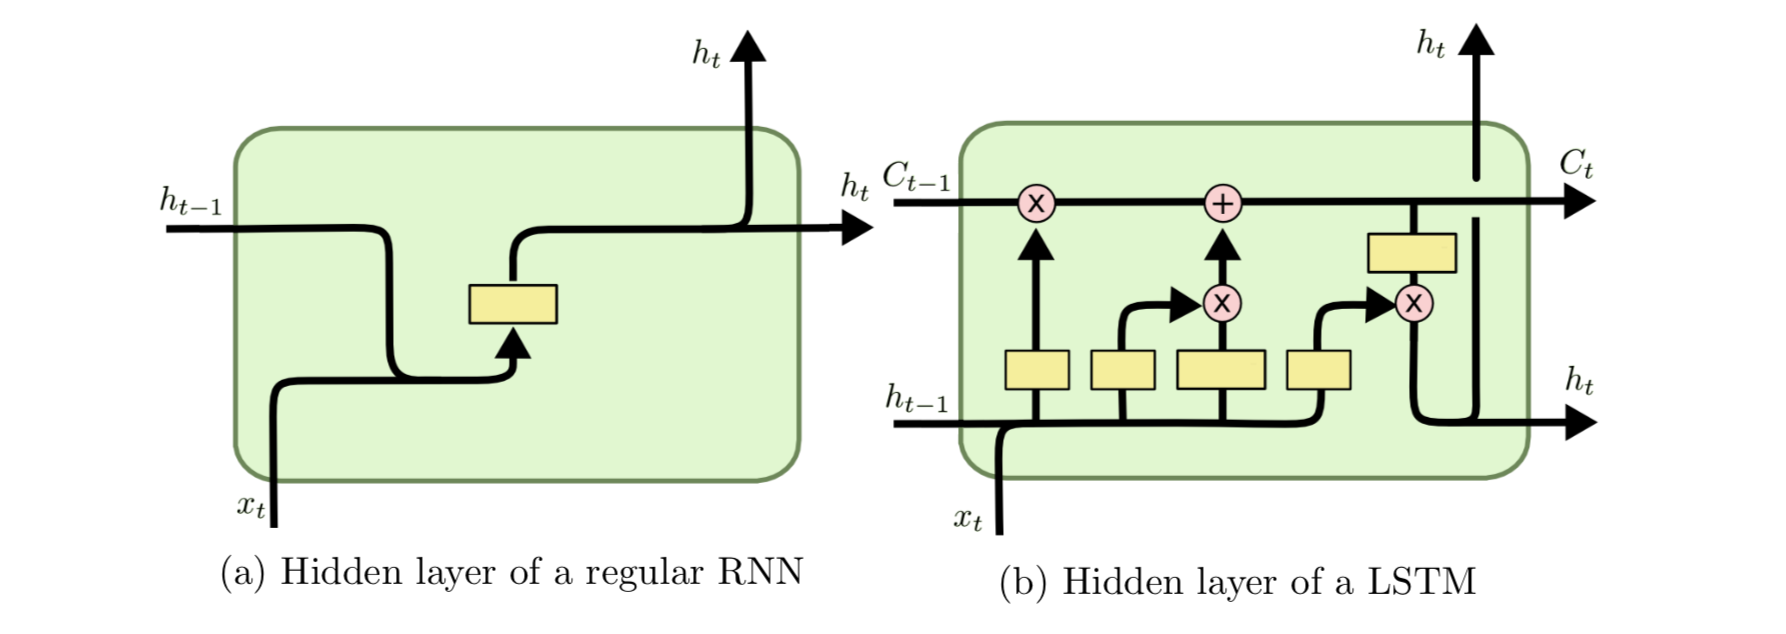 h_t
h_{t-1}
h_t
x_t
(a) Hidden layer of a regular RNN
h_t
C_{t-1}
x
+
C_t
x
x
h_{t-1}
h_t
x_t
(b) Hidden layer of a LSTM